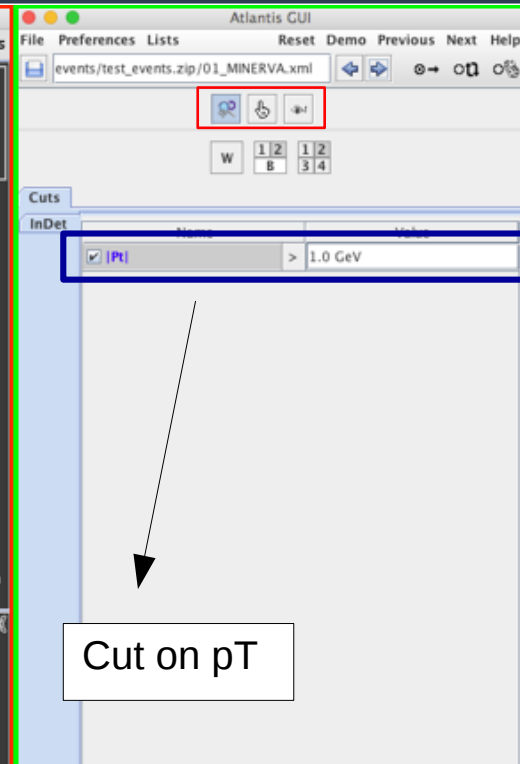 Atlantis GUI
s
File Preferences Lists Reset Demo Previous Next Help
events/test_events.zip/01_MINERVA.xml
W 1 2 B 1 2 3 4
Cuts
InDet
Name Value
|Pt| > 1.0 GeV
Cut on pT